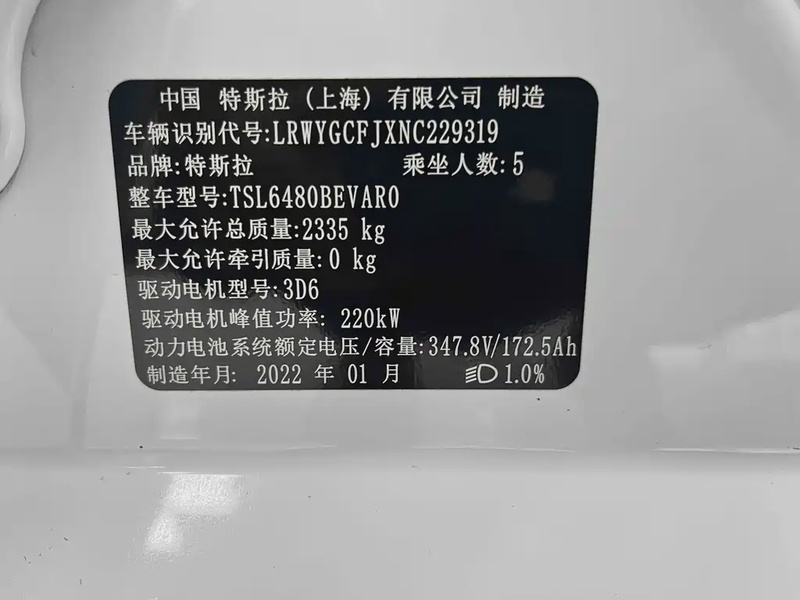 中国 特斯拉（上海）有限公司 制造
车辆识别代号:LRWYGCFJXNC229319
品牌:特斯拉 乘坐人数:5
整车型号:TSL6480BEVAR0
最大允许总质量:2335 kg
最大允许牵引质量:0 kg
驱动电机型号:3D6
驱动电机峰值功率: 220kW
动力电池系统额定电压/容量:347.8V/172.5Ah
制造年月: 2022 年 01 月 1.0%